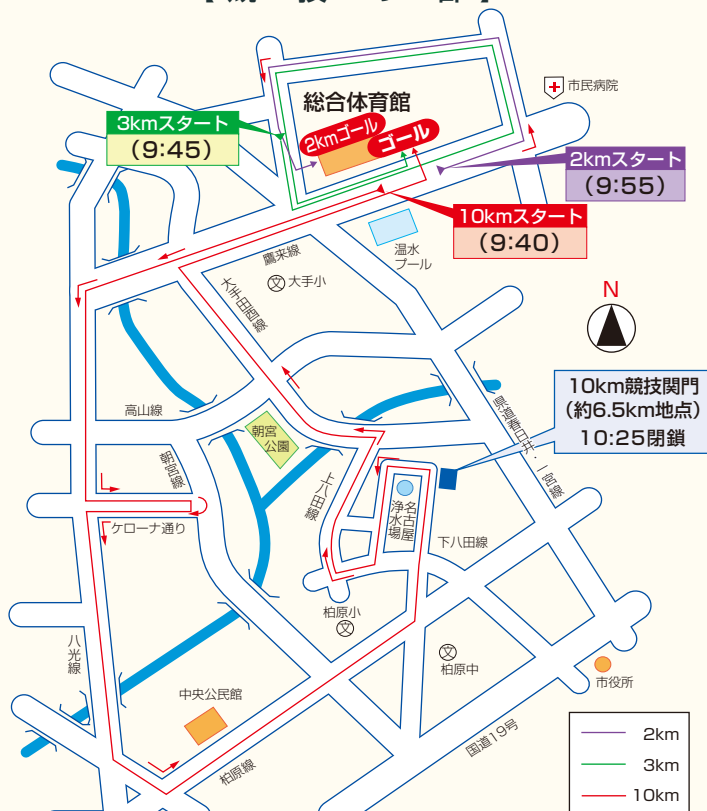 総合体育館
市民病院
3kmスタート
(9:45)
2kmゴール
ゴール
2kmスタート
(9:55)
10kmスタート
(9:40)
温水
プール
鷹来線
大手小
文
大手田酉線
N
10km競技関門
(約6.5km地点)
10:25閉鎖
高山線
朝宮
公園
朝宮線
上八田線
県道春日井・一宮線
名古屋
浄水場
ケローナ通り
下八田線
柏原小
文
文
柏原中
八光線
中央公民館
市役所
柏原線
国道19号
2km
3km
10km